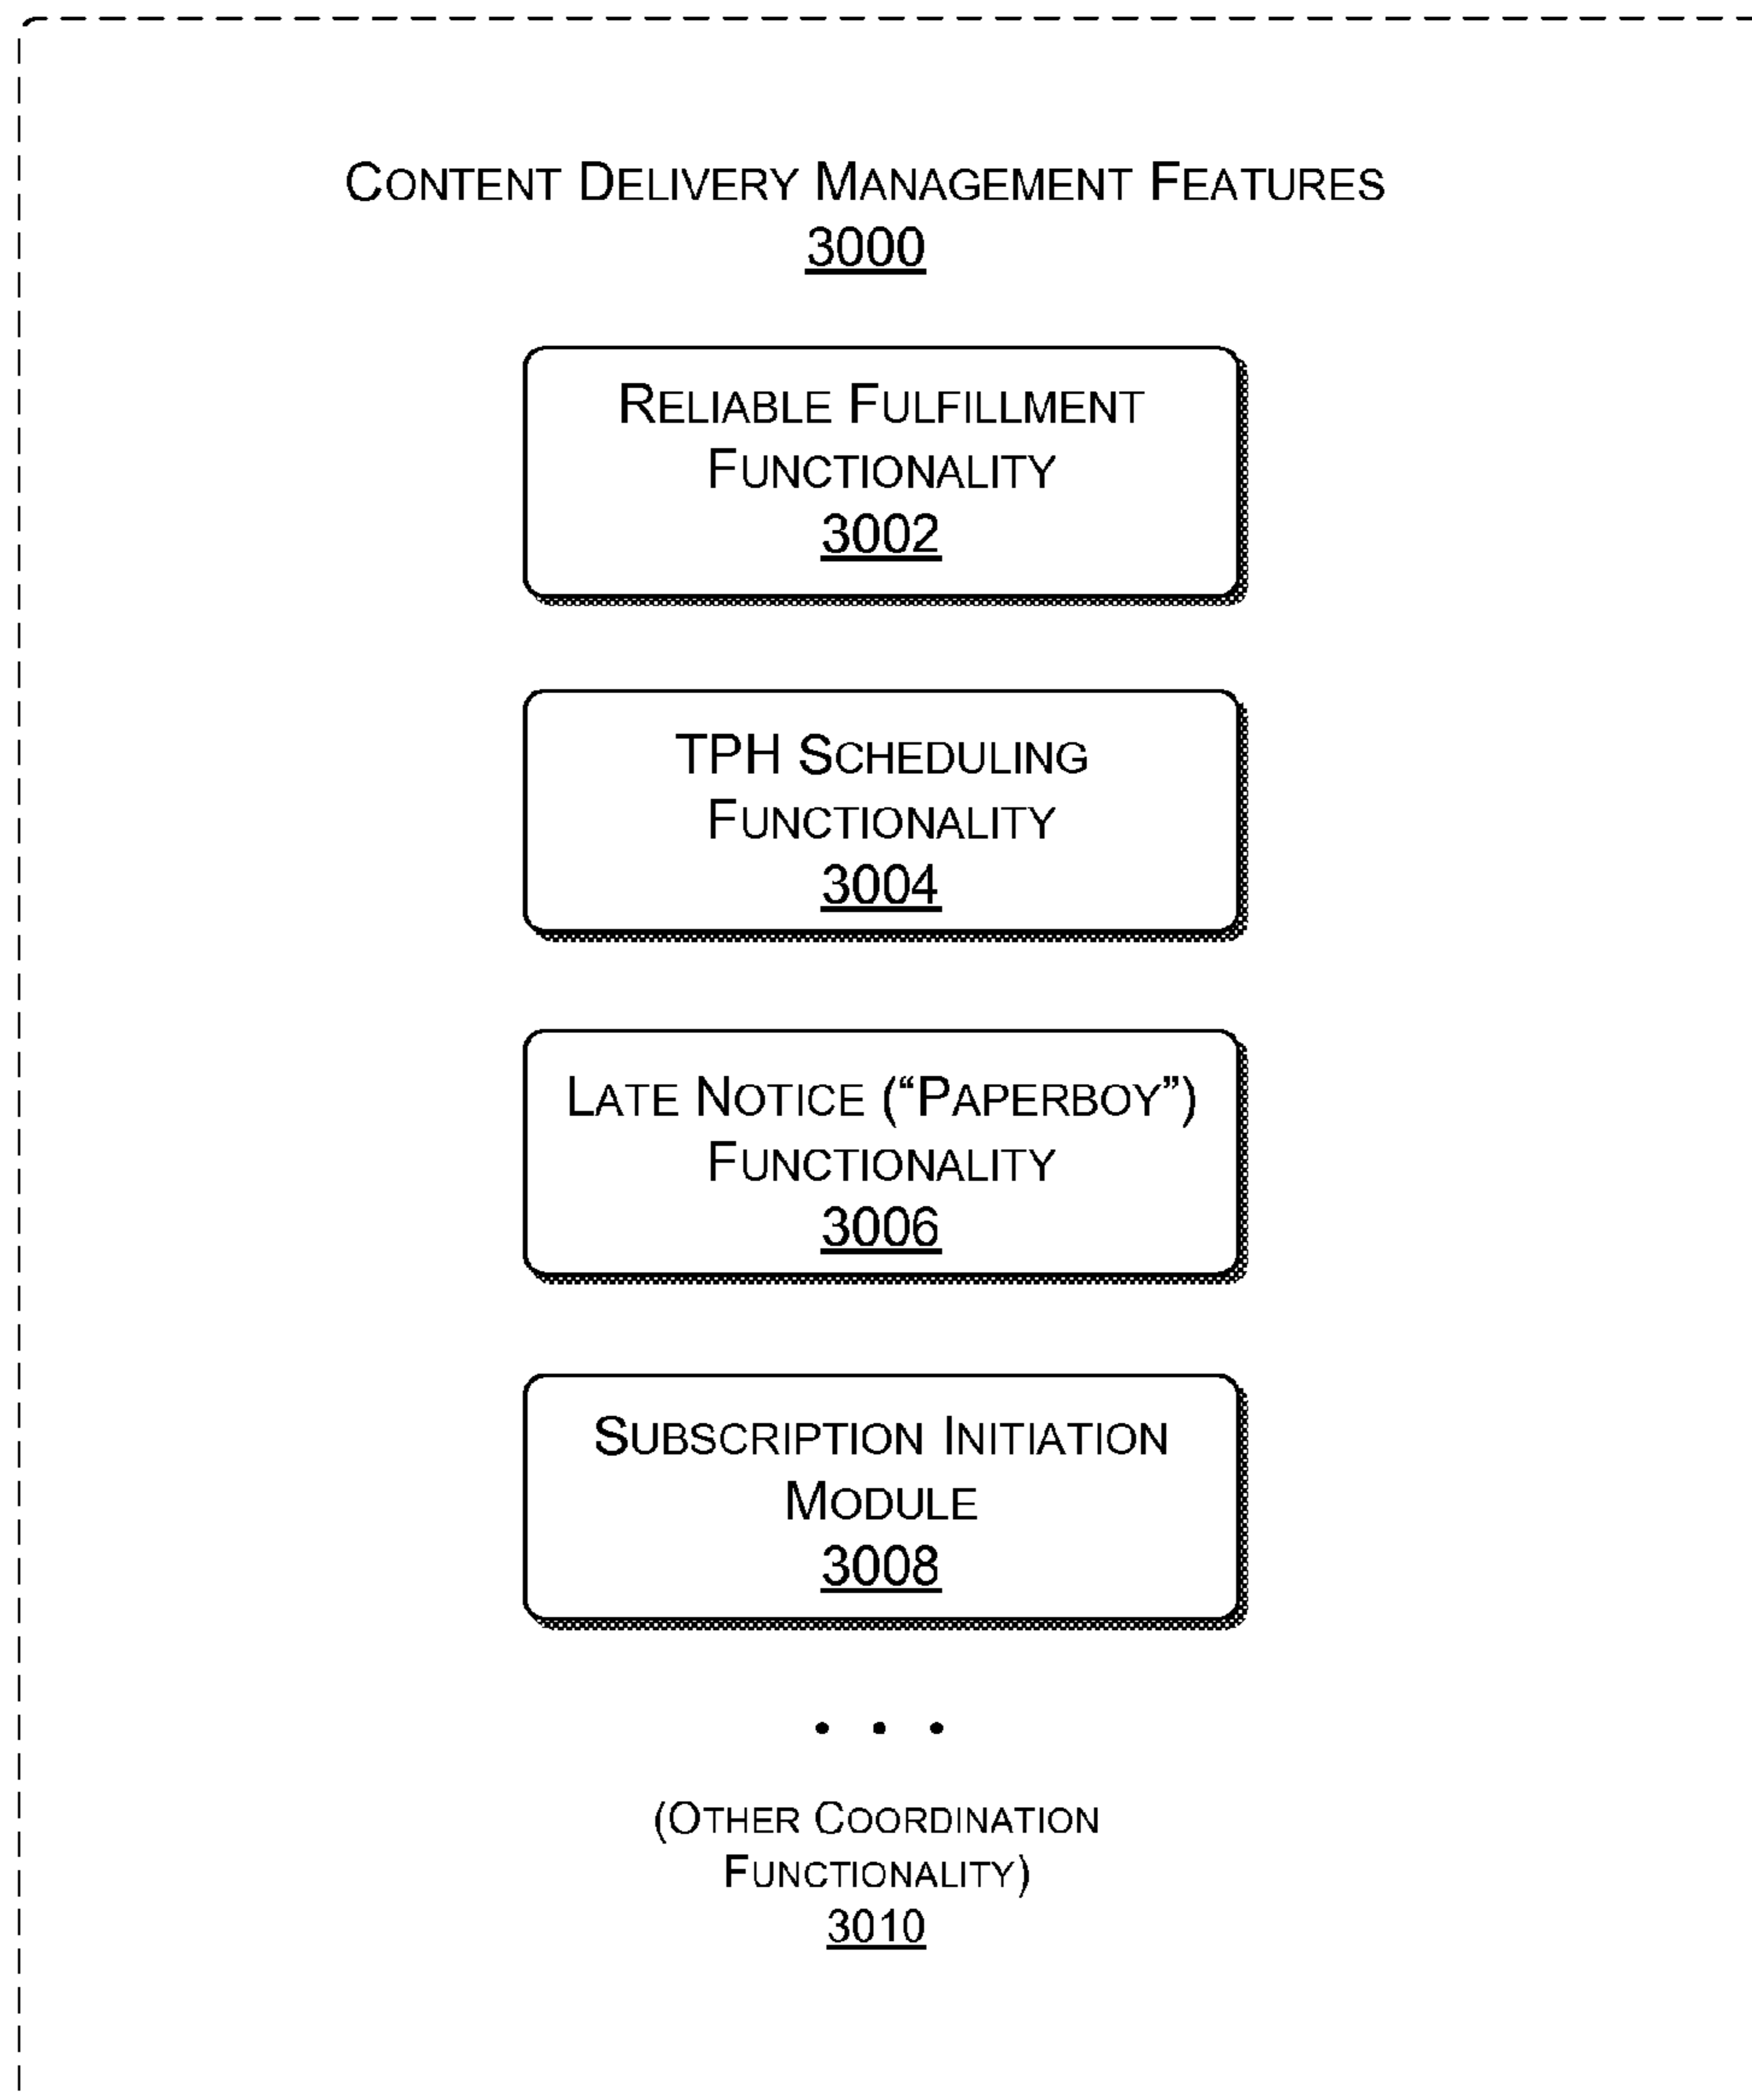 CONTENT DELIVERY MANAGEMENT FEATURES
3000
RELIABLE FULFILLMENT
FUNCTIONALITY
3002
TPH SCHEDULING
FUNCTIONALITY
3004
LATE NOTICE (“PAPERBOY”)
FUNCTIONALITY
3006
SUBSCRIPTION INITIATION
MODULE
3008
. . .
(OTHER COORDINATION
FUNCTIONALITY)
3010